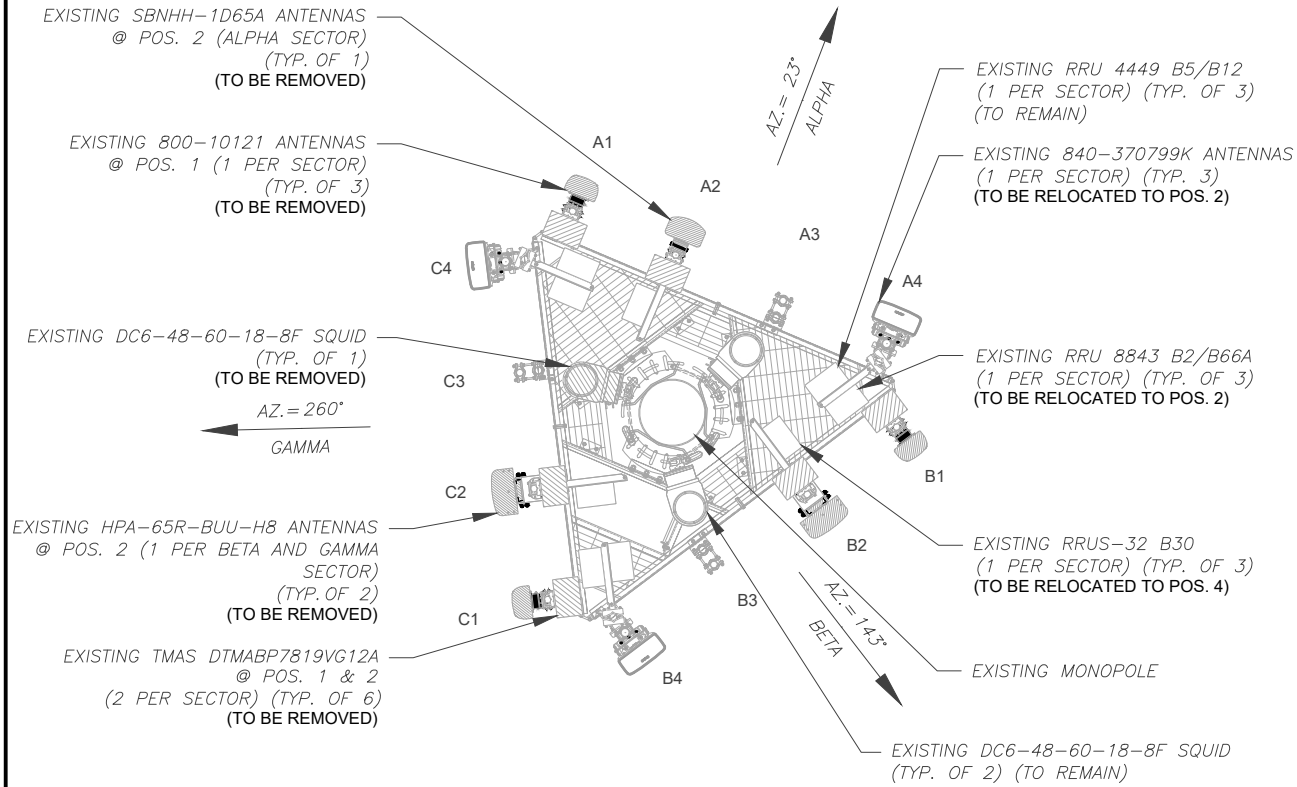 EXISTING SBNHH-1D65A ANTENNAS
@ POS. 2 (ALPHA SECTOR)
(TYP. OF 1)
(TO BE REMOVED)
EXISTING 800-10121 ANTENNAS
@ POS. 1 (1 PER SECTOR)
(TYP. OF 3)
(TO BE REMOVED)
EXISTING DC6-48-60-18-8F SQUID
(TYP. OF 1)
(TO BE REMOVED)
AZ.= 260°
GAMMA
EXISTING HPA-65R-BUU-H8 ANTENNAS
@ POS. 2 (1 PER BETA AND GAMMA
SECTOR)
(TYP. OF 2)
(TO BE REMOVED)
EXISTING TMAS DTMABP7819VG12A
@ POS. 1 & 2
(2 PER SECTOR) (TYP. OF 6)
(TO BE REMOVED)
A1
A2
A3
A4
C4
C3
C2
C1
B1
B2
B3
B4
AZ.= 23°
ALPHA
AZ.= 143°
BETA
EXISTING RRU 4449 B5/B12
(1 PER SECTOR) (TYP. OF 3)
(TO REMAIN)
EXISTING 840-370799K ANTENNAS
(1 PER SECTOR) (TYP. 3)
(TO BE RELOCATED TO POS. 2)
EXISTING RRU 8843 B2/B66A
(1 PER SECTOR) (TYP. OF 3)
(TO BE RELOCATED TO POS. 2)
EXISTING RRUS-32 B30
(1 PER SECTOR) (TYP. OF 3)
(TO BE RELOCATED TO POS. 4)
EXISTING MONOPOLE
EXISTING DC6-48-60-18-8F SQUID
(TYP. OF 2) (TO REMAIN)